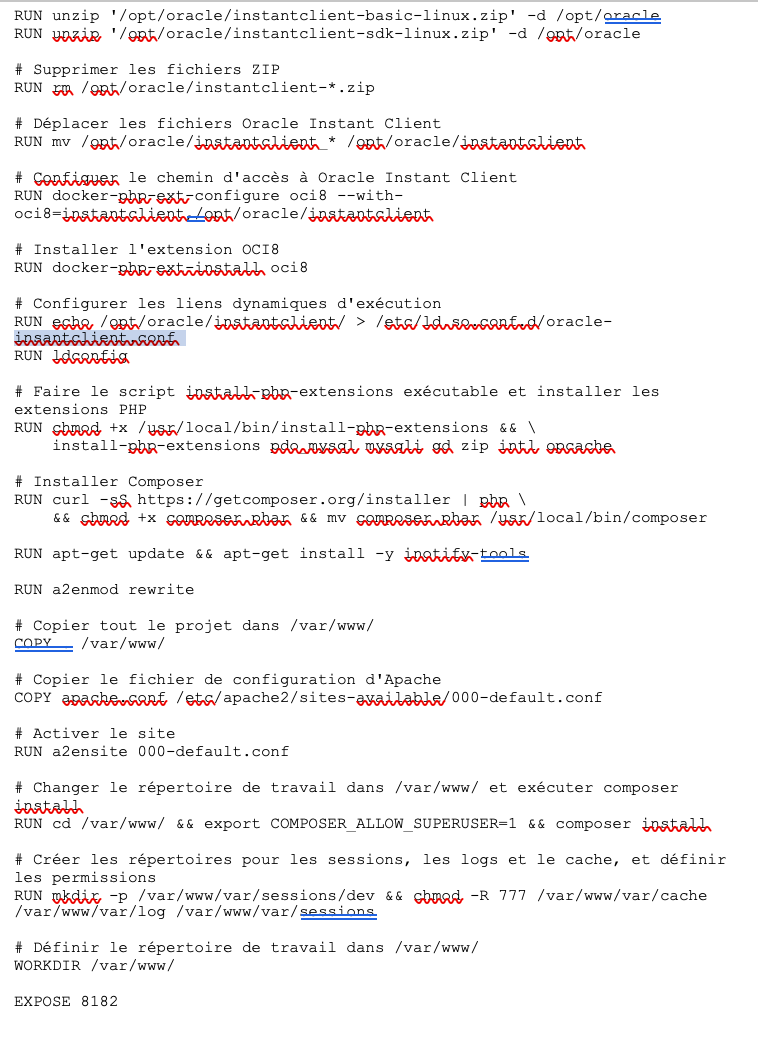 RUN unzip '/opt/oracle/instantclient-basic-linux.zip' -d /opt/oracle
RUN unzip '/opt/oracle/instantclient-sdk-linux.zip' -d /opt/oracle
# Supprimer les fichiers ZIP
RUN rm /opt/oracle/instantclient-*.zip
# Déplacer les fichiers Oracle Instant Client
RUN mv /opt/oracle/instantclient_* /opt/oracle/instantclient
# Configuer le chemin d'accès à Oracle Instant Client
RUN docker-php-ext-configure oci8 --with-
oci8=instantclient,/opt/oracle/instantclient
# Installer l'extension OCI8
RUN docker-php-ext-install oci8
# Configurer les liens dynamiques d'exécution
RUN echo /opt/oracle/instantclient/ > /etc/ld.so.conf.d/oracle-
insantclient.conf
RUN ldconfig
# Faire le script install-php-extensions exécutable et installer les
extensions PHP
RUN chmod +x /usr/local/bin/install-php-extensions && \
install-php-extensions pdo_mysql mysqli gd zip intl opcache
# Installer Composer
RUN curl -sS https://getcomposer.org/installer | php \
&& chmod +x composer.phar && mv composer.phar /usr/local/bin/composer
RUN apt-get update && apt-get install -y inotify-tools
RUN a2enmod rewrite
# Copier tout le projet dans /var/www/
COPY . /var/www/
# Copier le fichier de configuration d'Apache
COPY apache.conf /etc/apache2/sites-available/000-default.conf
# Activer le site
RUN a2ensite 000-default.conf
# Changer le répertoire de travail dans /var/www/ et exécuter composer
install
RUN cd /var/www/ && export COMPOSER_ALLOW_SUPERUSER=1 && composer install
# Créer les répertoires pour les sessions, les logs et le cache, et définir
les permissions
RUN mkdir -p /var/www/var/sessions/dev && chmod -R 777 /var/www/var/cache
/var/www/var/log /var/www/var/sessions
# Définir le répertoire de travail dans /var/www/
WORKDIR /var/www/
EXPOSE 8182